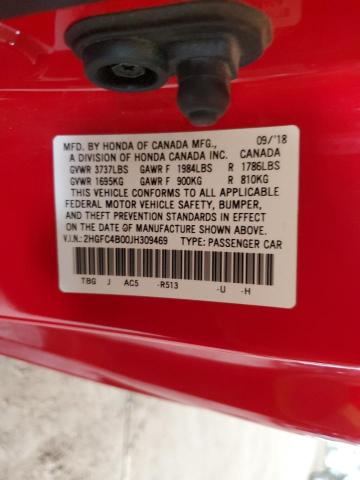 MFD. BY HONDA OF CANADA MFG., 09/'18
A DIVISION OF HONDA CANADA INC. CANADA
GVWR 3737LBS GAWR F 1984LBS R 1786LBS
GVWR 1695KG GAWR F 900KG R 810KG
THIS VEHICLE CONFORMS TO ALL APPLICABLE
FEDERAL MOTOR VEHICLE SAFETY, BUMPER,
AND THEFT PREVENTION STANDARDS IN EFFECT
ON THE DATE OF MANUFACTURE SHOWN ABOVE.
V.I.N.: 2HGFC4B00JH309469 TYPE: PASSENGER CAR
TBG J AC5 -R513 -U -H